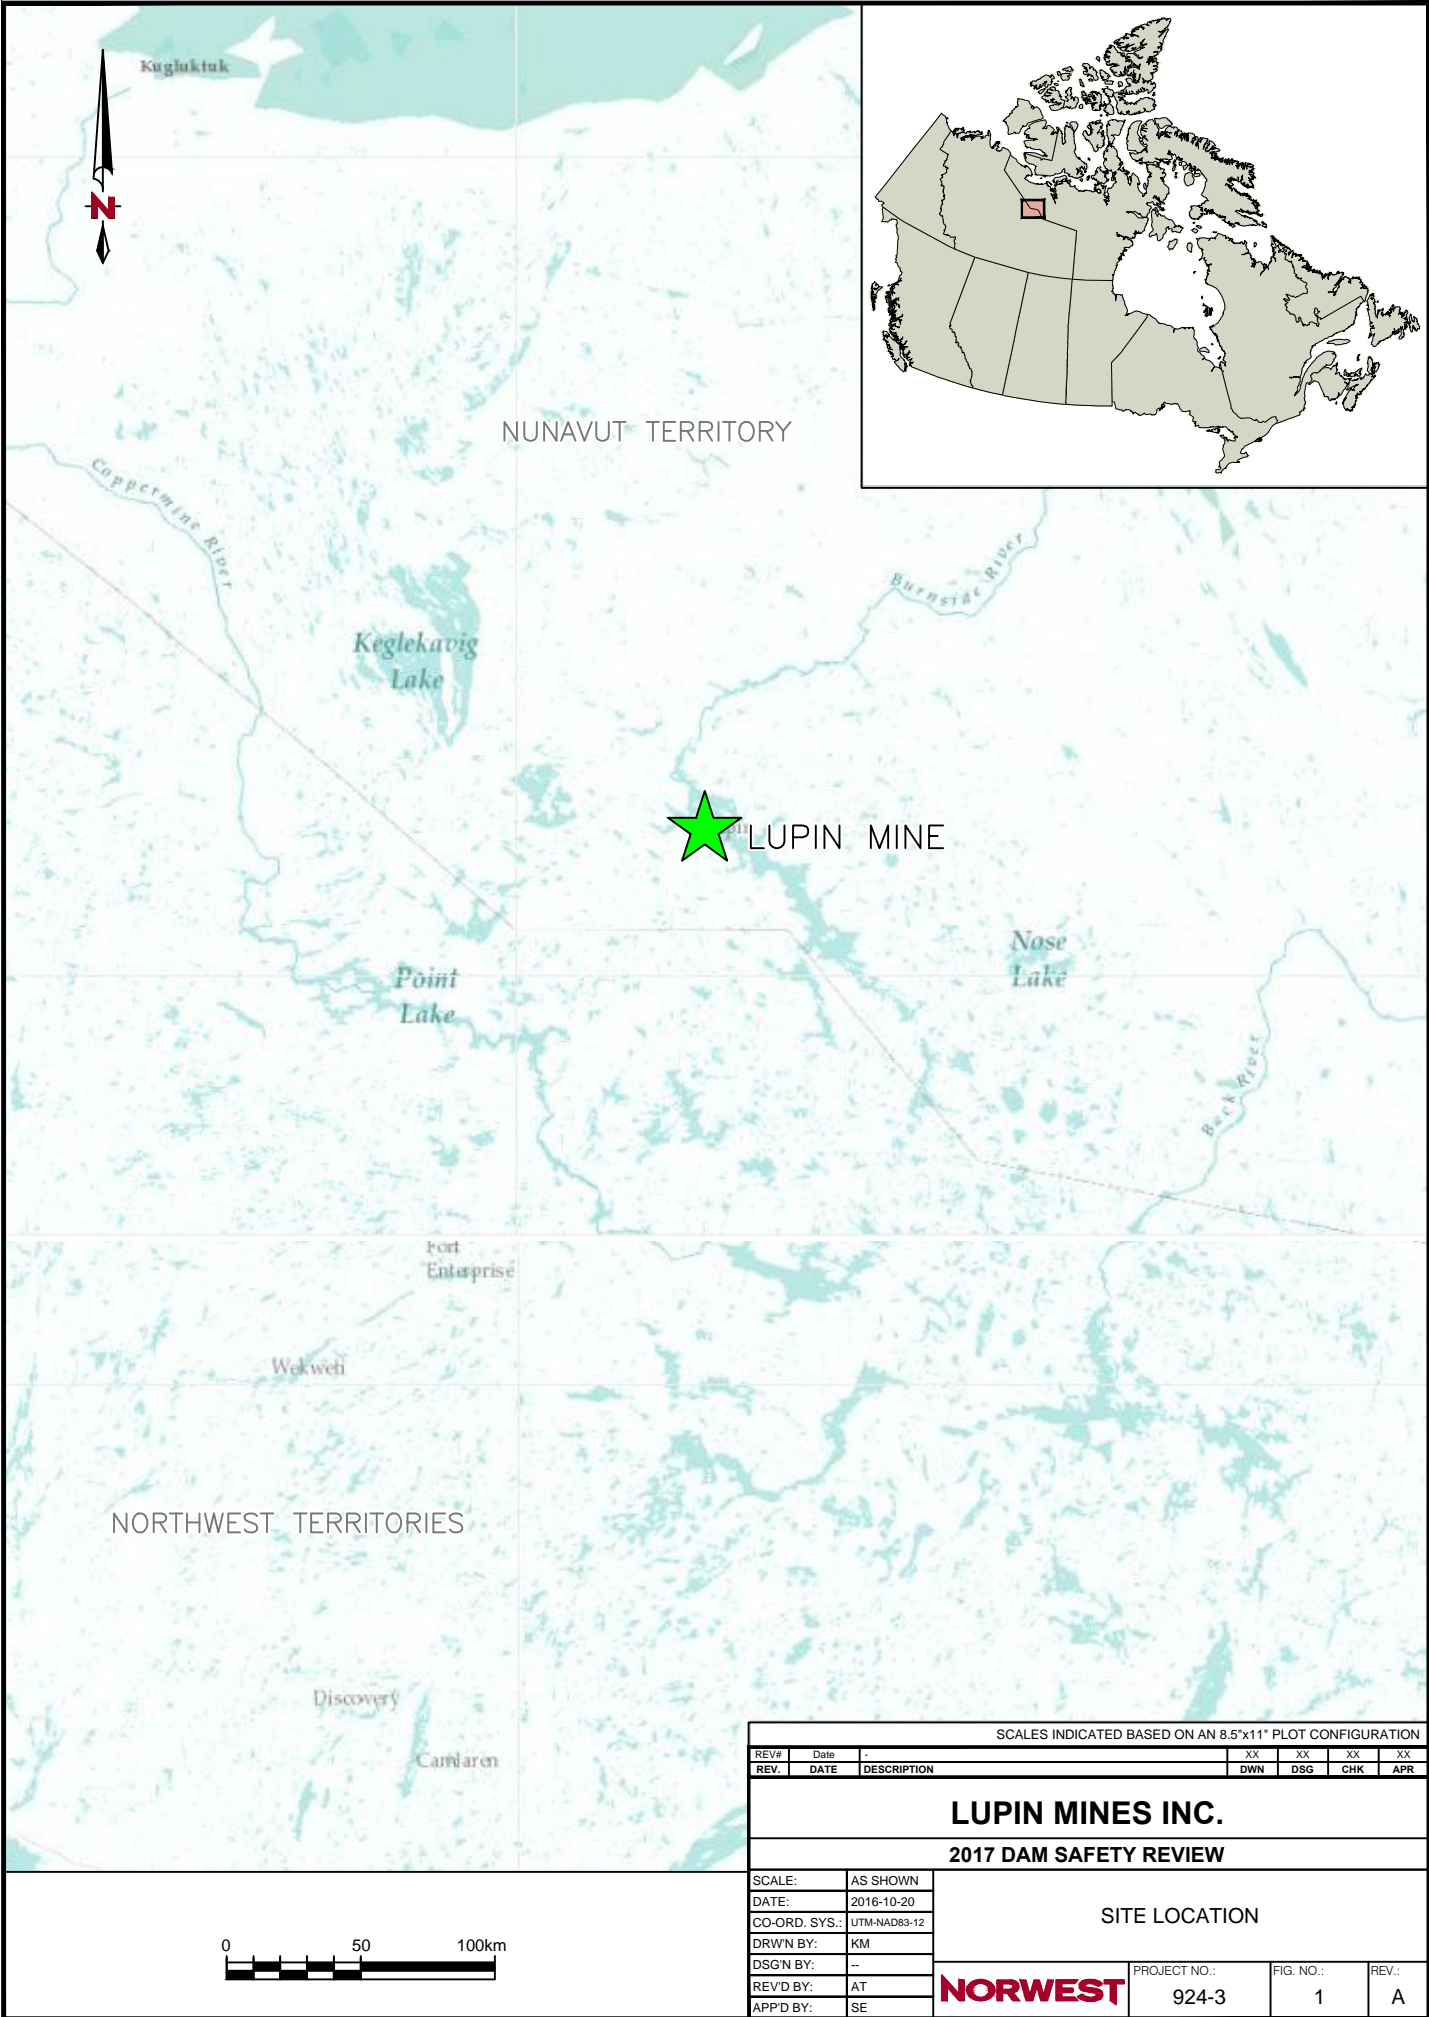 Kugluktuk
N
NUNAVUT TERRITORY
Coppermine River
Burnside River
Keglekavig
Lake
LUPIN MINE
Nose
Lake
Point
Lake
Back River
Fort
Enterprise
Wekweti
NORTHWEST TERRITORIES
Discovery
Camlaren
0 50 100km
SCALES INDICATED BASED ON AN 8.5"x11" PLOT CONFIGURATION
REV# Date - XX XX XX XX
REV. DATE DESCRIPTION DWN DSG CHK APR
LUPIN MINES INC.
2017 DAM SAFETY REVIEW
SCALE: AS SHOWN
DATE: 2016-10-20
CO-ORD. SYS.: UTM-NAD83-12
DRW'N BY: KM
DSG'N BY: --
REV'D BY: AT
APP'D BY: SE
SITE LOCATION
NORWEST
PROJECT NO.: 924-3
FIG. NO.: 1
REV.: A